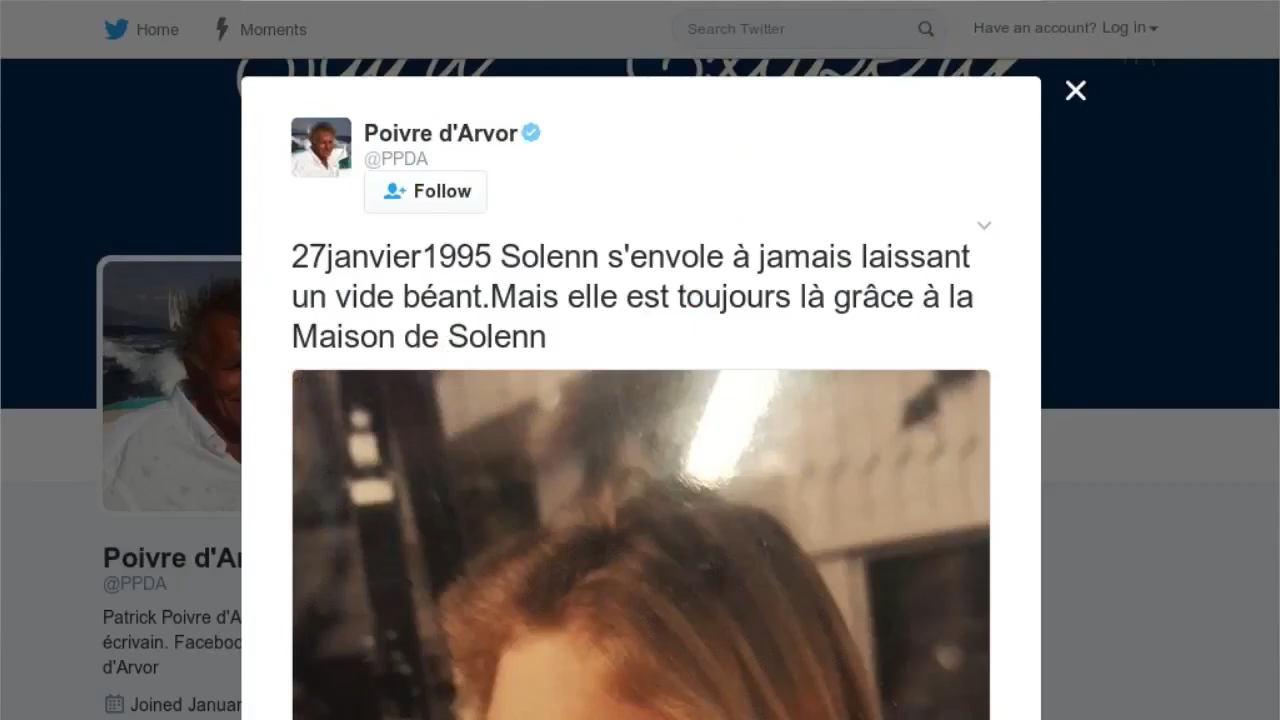 Home
Moments
Search Twitter
Have an account? Log in
Poivre d'Arvor
@PPDA
Follow
27janvier1995 Solenn s'envole à jamais laissant
un vide béant.Mais elle est toujours là grâce à la
Maison de Solenn
Poivre d'A
@PPDA
Patrick Poivre d'A
écrivain. Faceboo
d'Arvor
Joined Januar